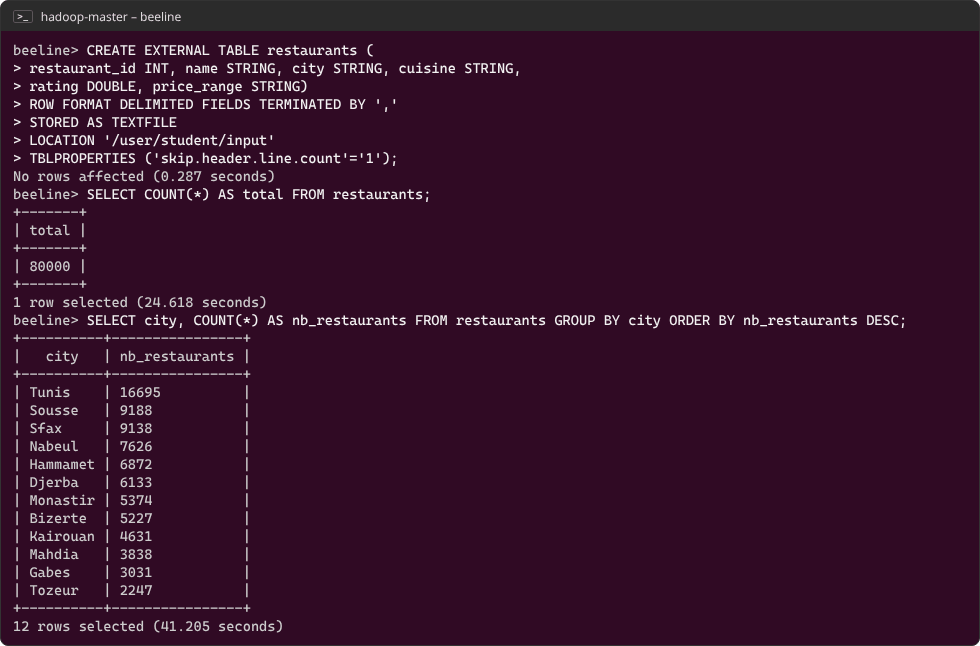 hadoop-master – beeline
beeline> CREATE EXTERNAL TABLE restaurants (
> restaurant_id INT, name STRING, city STRING, cuisine STRING,
> rating DOUBLE, price_range STRING)
> ROW FORMAT DELIMITED FIELDS TERMINATED BY ','
> STORED AS TEXTFILE
> LOCATION '/user/student/input'
> TBLPROPERTIES ('skip.header.line.count'='1');
No rows affected (0.287 seconds)
beeline> SELECT COUNT(*) AS total FROM restaurants;
+-------+
| total |
+-------+
| 80000 |
+-------+
1 row selected (24.618 seconds)
beeline> SELECT city, COUNT(*) AS nb_restaurants FROM restaurants GROUP BY city ORDER BY nb_restaurants DESC;
+----------+----------------+
|   city   | nb_restaurants |
+----------+----------------+
| Tunis    | 16695          |
| Sousse   | 9188           |
| Sfax     | 9138           |
| Nabeul   | 7626           |
| Hammamet | 6872           |
| Djerba   | 6133           |
| Monastir | 5374           |
| Bizerte  | 5227           |
| Kairouan | 4631           |
| Mahdia   | 3838           |
| Gabes    | 3031           |
| Tozeur   | 2247           |
+----------+----------------+
12 rows selected (41.205 seconds)